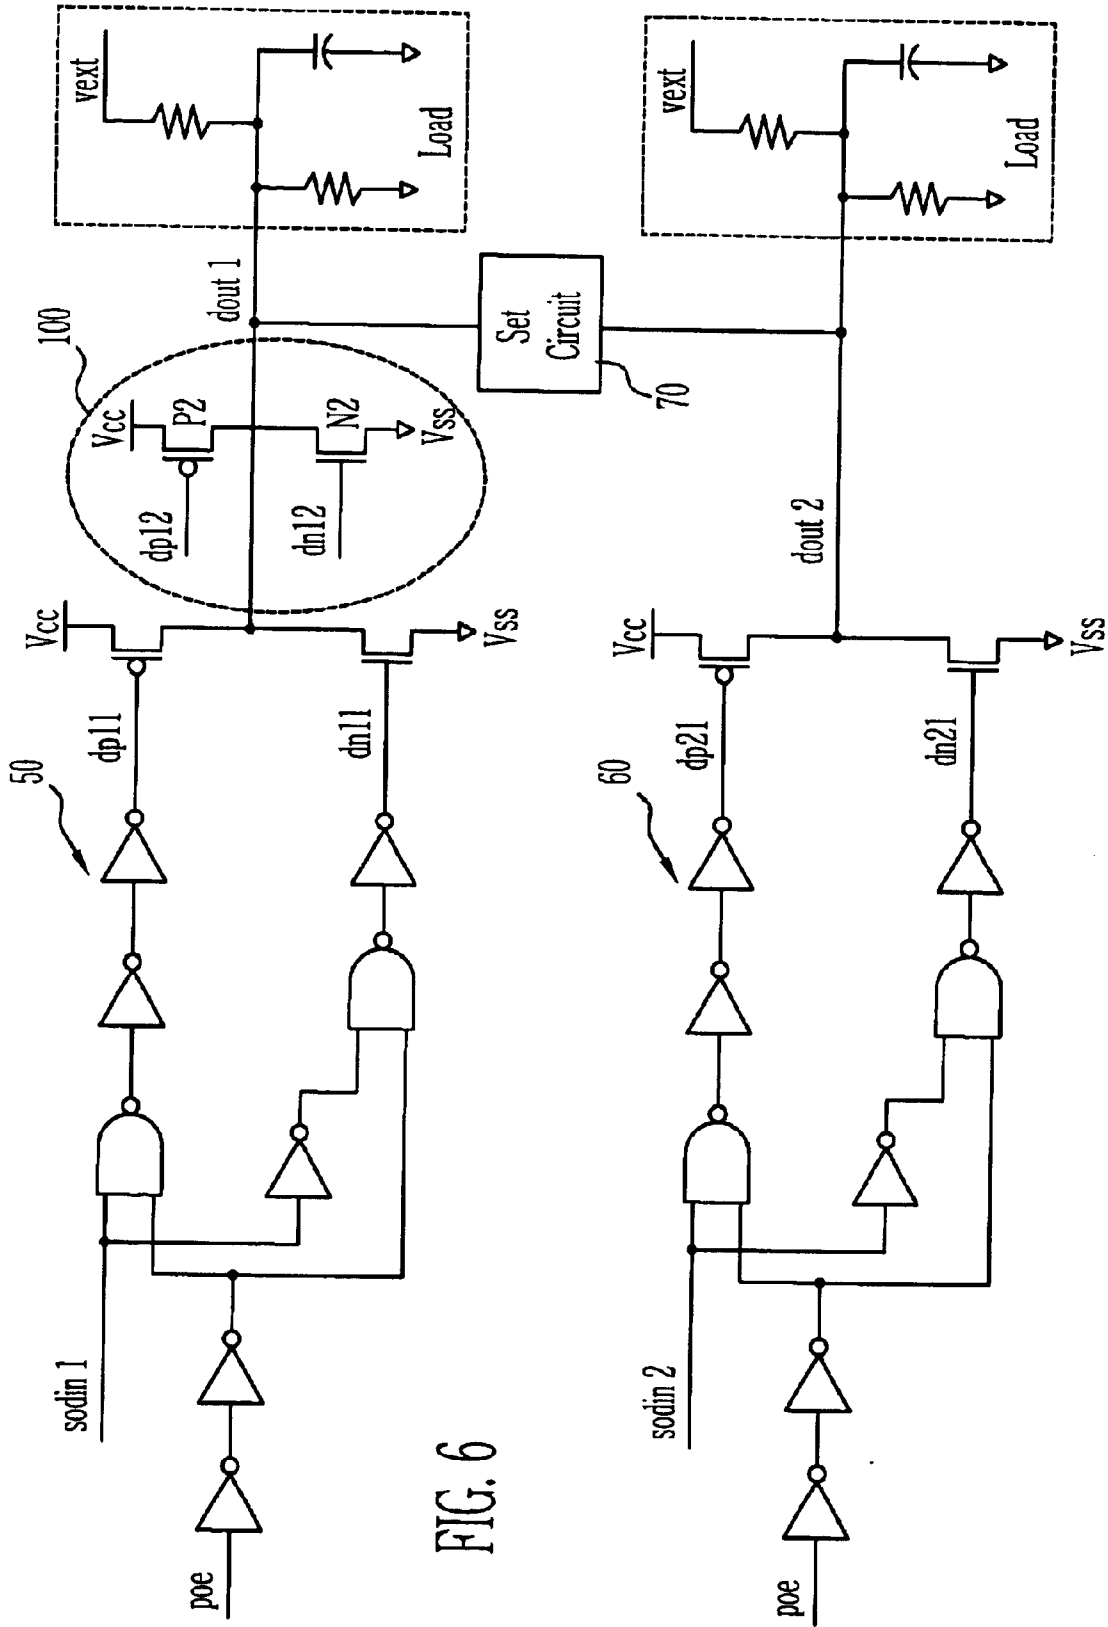 poe
sodin 1
50
dp11
dn11
Vcc
Vss
100
dp12
dn12
Vcc
P2
N2
Vss
dout 1
vext
Load
Set
Circuit
70
poe
sodin 2
60
dp21
dn21
Vcc
Vss
dout 2
vext
Load
FIG. 6